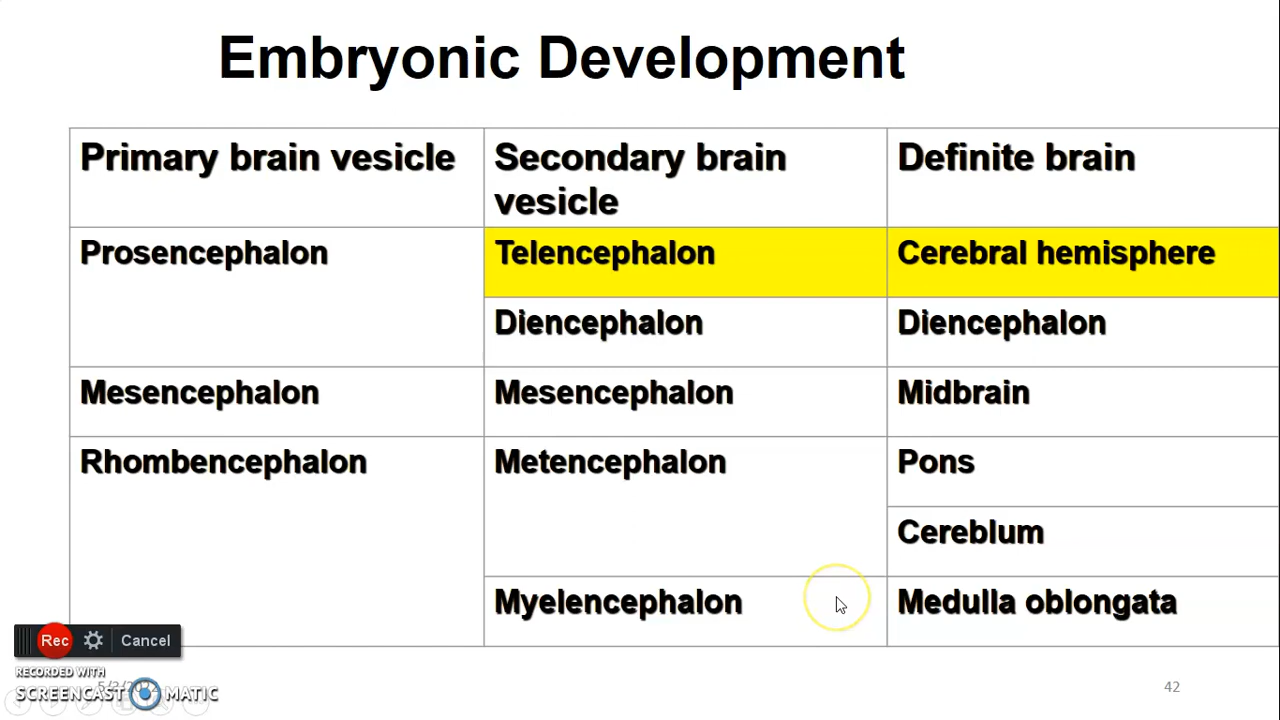 Embryonic Development
Primary brain vesicle
Secondary brain
vesicle
Definite brain
Prosencephalon
Telencephalon
Cerebral hemisphere
Diencephalon
Diencephalon
Mesencephalon
Mesencephalon
Midbrain
Rhombencephalon
Metencephalon
Pons
Cereblum
Myelencephalon
Medulla oblongata
Rec
Cancel
RECORDED WITH
SCREENCAST MATIC
42